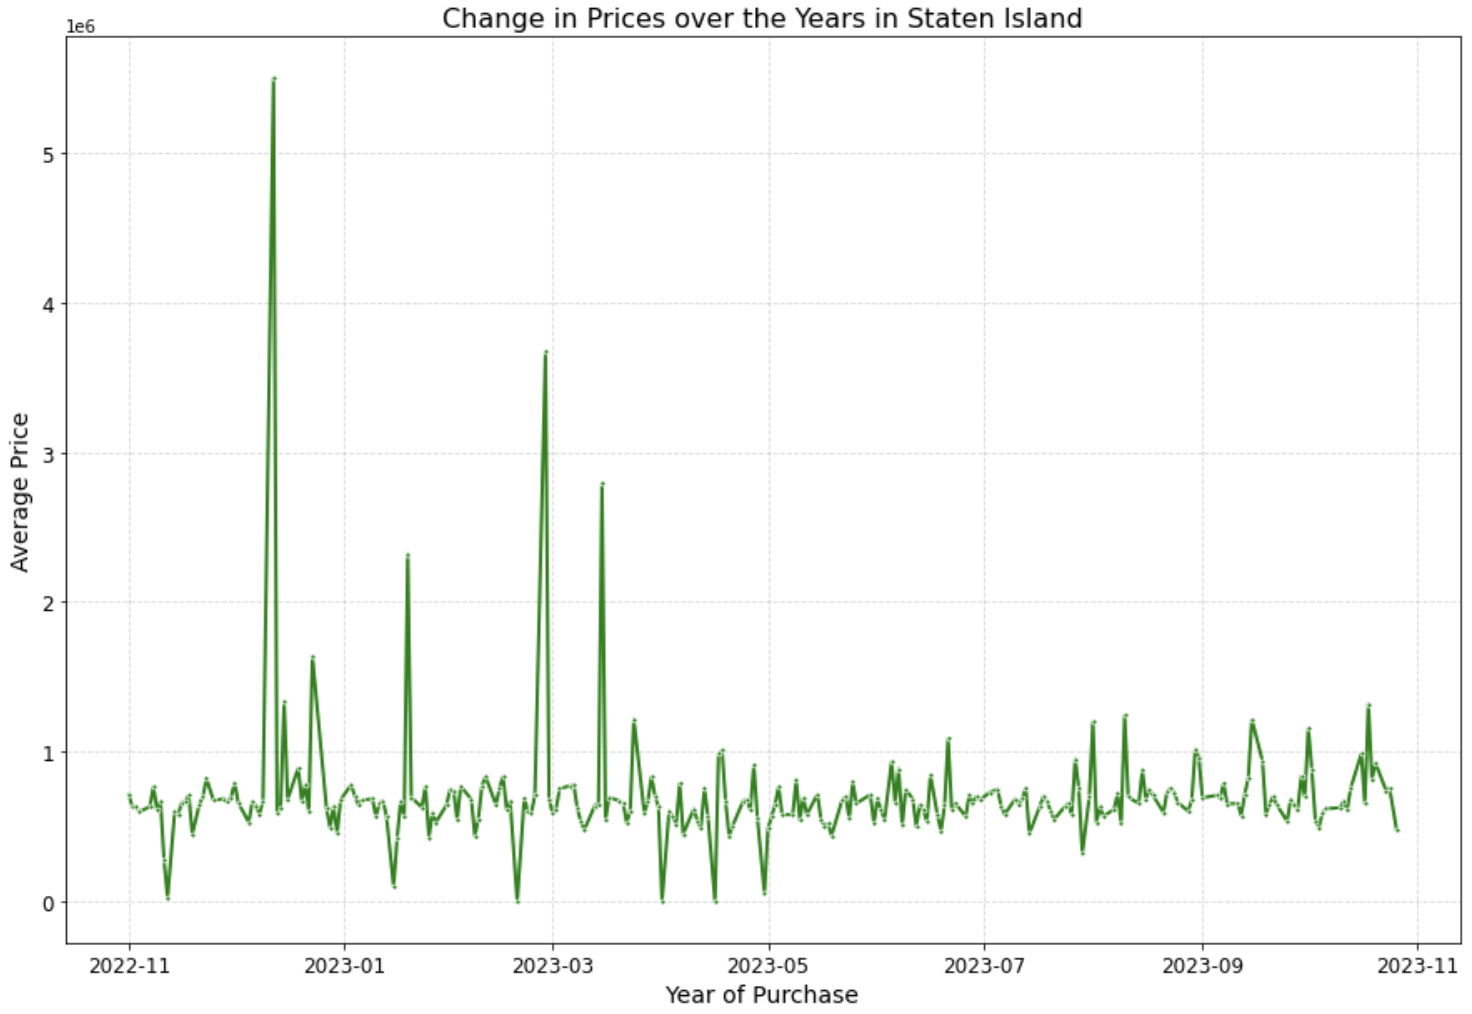 Change in Prices over the Years in Staten Island
1e6
5
4
3
2
1
0
Average Price
2022-11 2023-01 2023-03 2023-05 2023-07 2023-09 2023-11
Year of Purchase